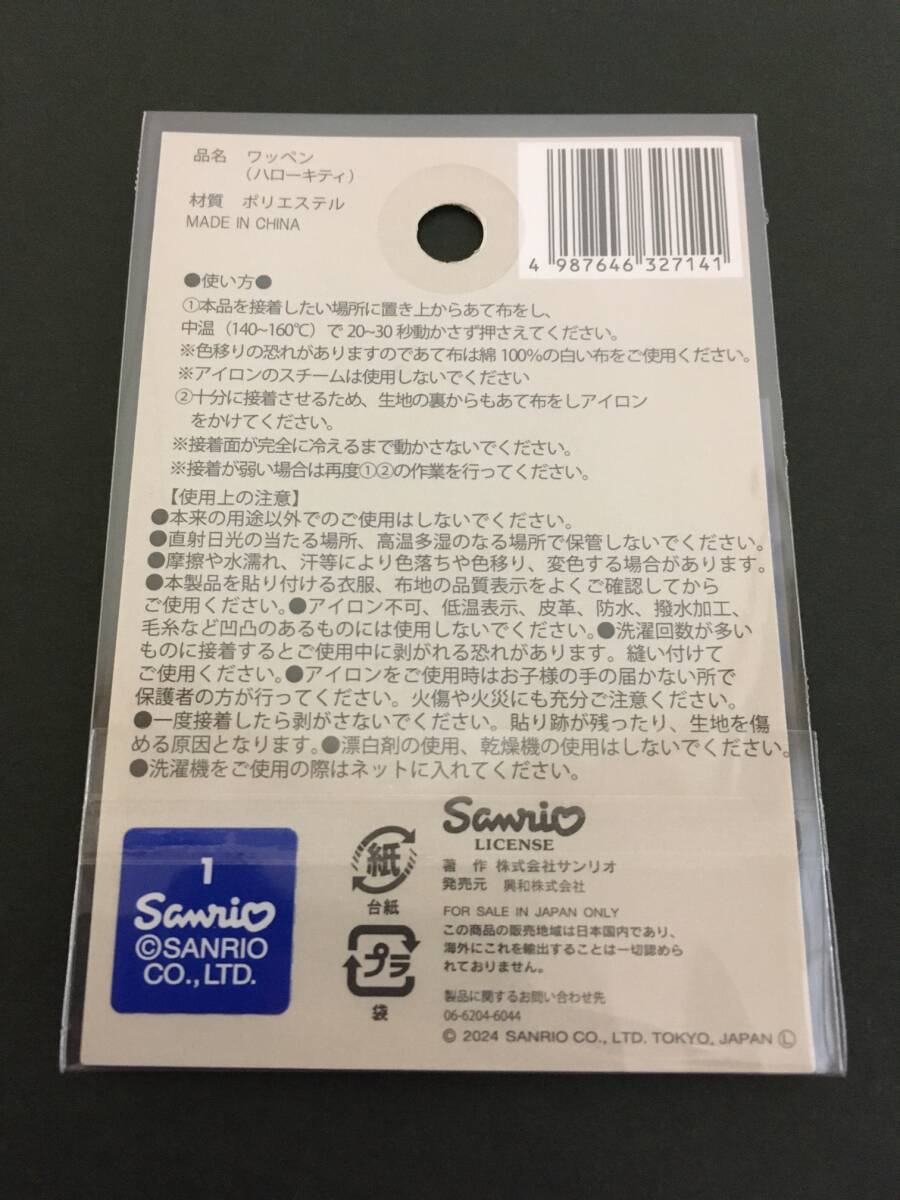 品名 ワッペン
（ハローキティ）
材質 ポリエステル
MADE IN CHINA
4 987646 327141
●使い方●
①本品を接着したい場所に置き上からあて布をし、
中温（140~160℃）で 20~30 秒動かさず押さえてください。
※色移りの恐れがありますのであて布は綿 100%の白い布をご使用ください。
※アイロンのスチームは使用しないでください
②十分に接着させるため、生地の裏からもあて布をしアイロン
をかけてください。
※接着面が完全に冷えるまで動かさないでください。
※接着が弱い場合は再度①②の作業を行ってください。
【使用上の注意】
●本来の用途以外でのご使用はしないでください。
●直射日光の当たる場所、高温多湿のなる場所で保管しないでください。
●摩擦や水濡れ、汗等により色落ちや色移り、変色する場合があります。
●本製品を貼り付ける衣服、布地の品質表示をよくご確認してから
ご使用ください。●アイロン不可、低温表示、皮革、防水、撥水加工、
毛糸など凹凸のあるものには使用しないでください。●洗濯回数が多い
ものに接着するとご使用中に剥がれる恐れがあります。縫い付けて
ご使用ください。●アイロンをご使用時はお子様の手の届かない所で
保護者の方が行ってください。火傷や火災にも充分ご注意ください。
●一度接着したら剥がさないでください。貼り跡が残ったり、生地を傷
める原因となります。●漂白剤の使用、乾燥機の使用はしないでください。
●洗濯機をご使用の際はネットに入れてください。
1
Sanrio
©SANRIO
CO.,LTD.
紙
台紙
プラ
袋
Sanrio
LICENSE
著 作 株式会社サンリオ
発売元 興和株式会社
FOR SALE IN JAPAN ONLY
この商品の販売地域は日本国内であり、
海外にこれを輸出することは一切認めら
れておりません。
製品に関するお問い合わせ先
06-6204-6044
© 2024 SANRIO CO., LTD. TOKYO, JAPAN Ⓛ